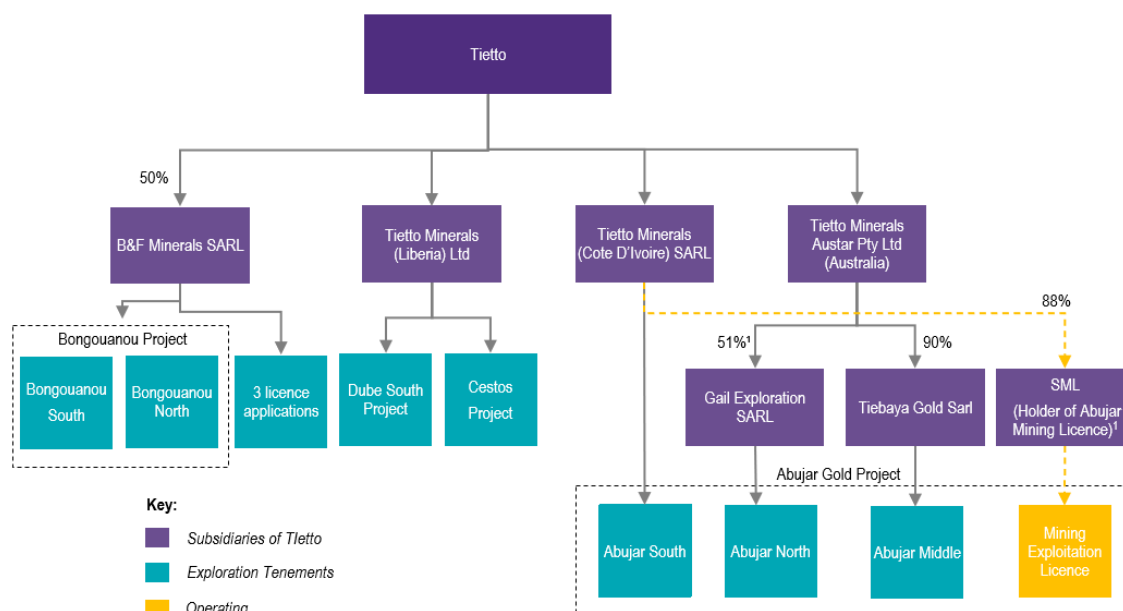 Tietto
50%
B&F Minerals SARL
Tietto Minerals
(Liberia) Ltd
Tietto Minerals
(Cote D'Ivoire) SARL
Tietto Minerals
Austar Pty Ltd
(Australia)
88%
51%¹
90%
Bongouanou Project
Bongouanou
South
Bongouanou
North
3 licence
applications
Dube South
Project
Cestos
Project
Gail Exploration
SARL
Tiebaya Gold Sarl
SML
(Holder of Abujar
Mining Licence)¹
Abujar Gold Project
Abujar South
Abujar North
Abujar Middle
Mining
Exploitation
Licence
Key:
Subsidiaries of TIetto
Exploration Tenements
Operating